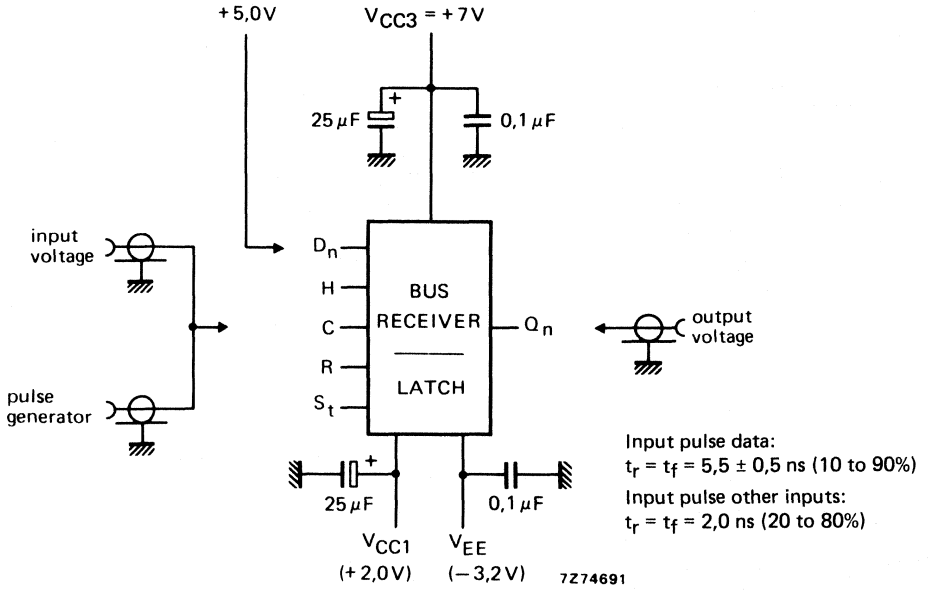 +5,0V
VCC3 = +7V
+
25 μF
0,1 μF
input
voltage
Dn
H
C
R
St
BUS
RECEIVER
LATCH
Qn
output
voltage
pulse
generator
+
25 μF
0,1 μF
VCC1
(+2,0V)
VEE
(−3,2V)
Input pulse data:
tr = tf = 5,5 ± 0,5 ns (10 to 90%)
Input pulse other inputs:
tr = tf = 2,0 ns (20 to 80%)
7Z74691